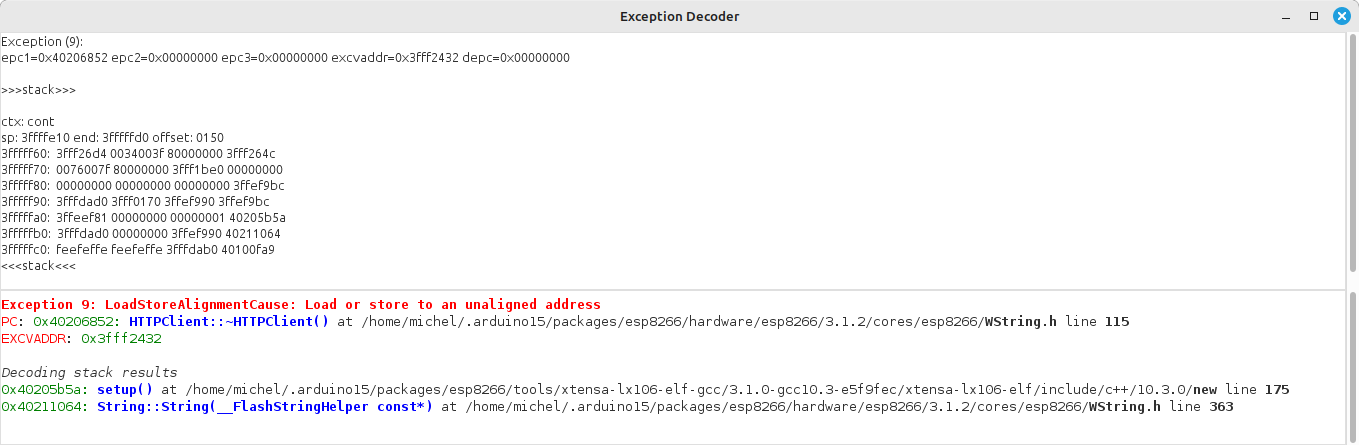 Exception Decoder
Exception (9):
epc1=0x40206852 epc2=0x00000000 epc3=0x00000000 excvaddr=0x3fff2432 depc=0x00000000
>>>stack>>>
ctx: cont
sp: 3ffffe10 end: 3fffffd0 offset: 0150
3fffff60:  3fff26d4 0034003f 80000000 3fff264c
3fffff70:  0076007f 80000000 3fff1be0 00000000
3fffff80:  00000000 00000000 00000000 3ffef9bc
3fffff90:  3fffdad0 3fff0170 3ffef990 3ffef9bc
3fffffa0:  3ffeef81 00000000 00000001 40205b5a
3fffffb0:  3fffdad0 00000000 3ffef990 40211064
3fffffc0:  feefeffe feefeffe 3fffdab0 40100fa9
<<<stack<<<
Exception 9: LoadStoreAlignmentCause: Load or store to an unaligned address
PC: 0x40206852: HTTPClient::~HTTPClient() at /home/michel/.arduino15/packages/esp8266/hardware/esp8266/3.1.2/cores/esp8266/WString.h line 115
EXCVADDR: 0x3fff2432
Decoding stack results
0x40205b5a: setup() at /home/michel/.arduino15/packages/esp8266/tools/xtensa-lx106-elf-gcc/3.1.0-gcc10.3-e5f9fec/xtensa-lx106-elf/include/c++/10.3.0/new line 175
0x40211064: String::String(__FlashStringHelper const*) at /home/michel/.arduino15/packages/esp8266/hardware/esp8266/3.1.2/cores/esp8266/WString.h line 363